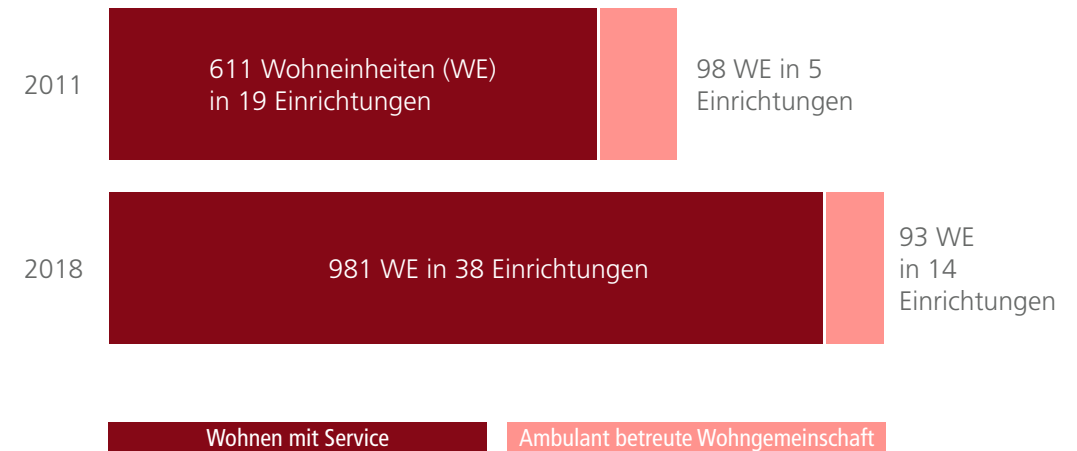 2011
611 Wohneinheiten (WE)
in 19 Einrichtungen
98 WE in 5
Einrichtungen
2018
981 WE in 38 Einrichtungen
93 WE
in 14
Einrichtungen
Wohnen mit Service
Ambulant betreute Wohngemeinschaft